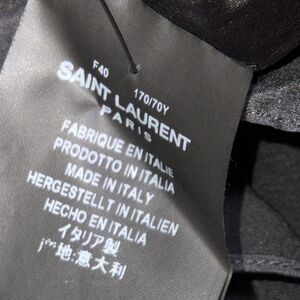 F40 170/70Y
SAINT LAURENT
PARIS
FABRIQUE EN ITALIE
PRODOTTO IN ITALIA
MADE IN ITALY
HERGESTELLT IN ITALIEN
HECHO EN ITALIA
イタリア製
地:意大利